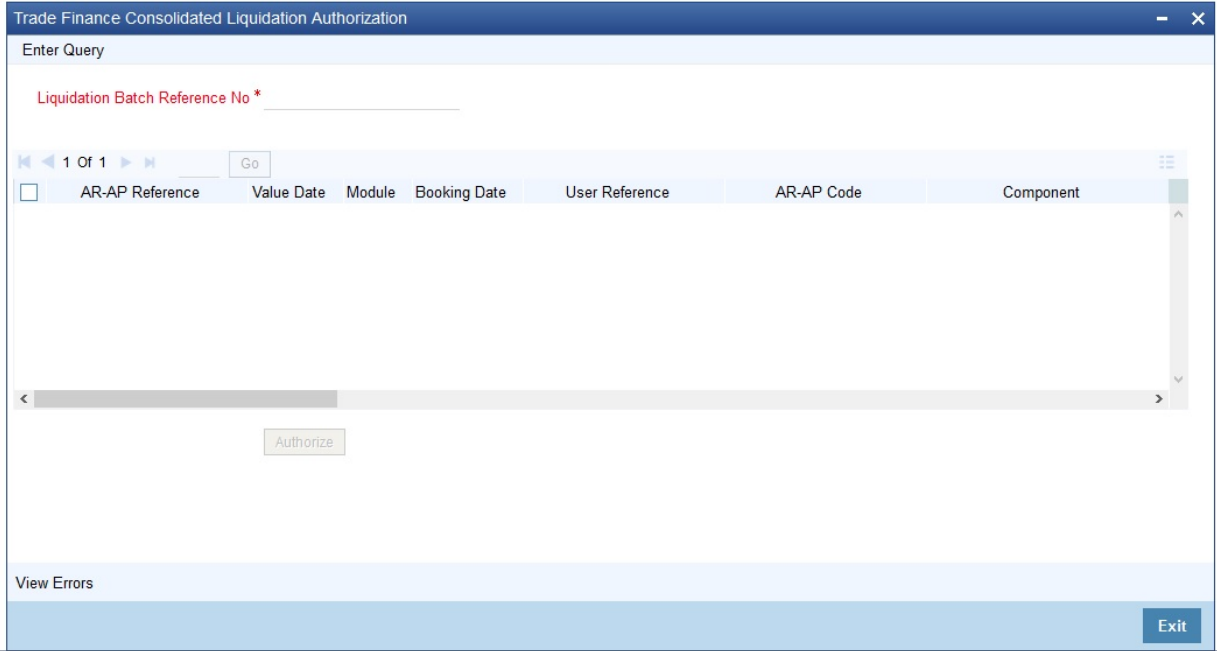 Trade Finance Consolidated Liquidation Authorization
Enter Query
Liquidation Batch Reference No *
1 Of 1 Go
AR-AP Reference Value Date Module Booking Date User Reference AR-AP Code Component
Authorize
View Errors
Exit